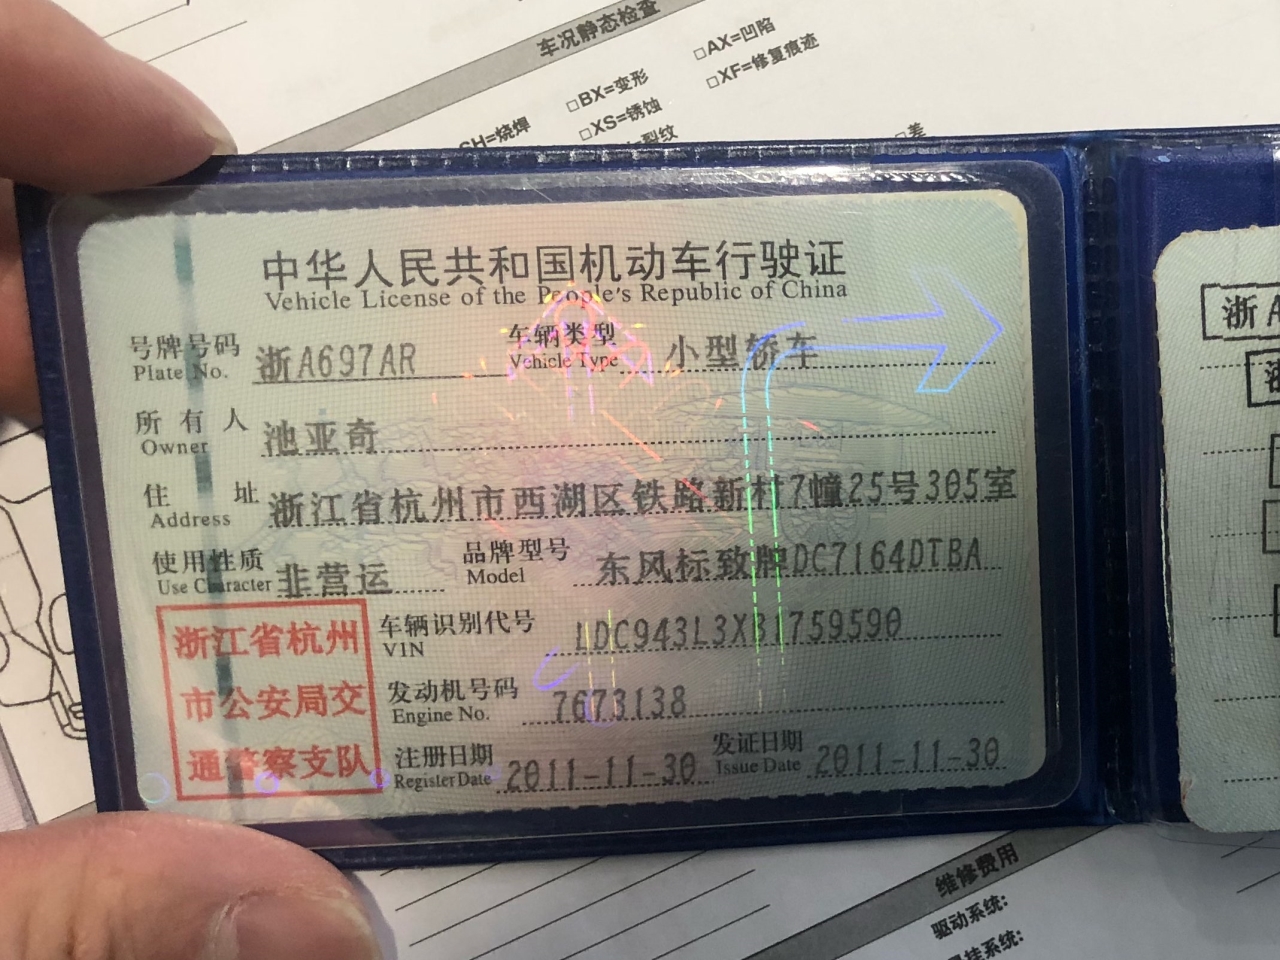 车况静态检查
□AX=凹陷
□BX=变形
□XF=修复痕迹
SH=烧焊
□XS=锈蚀
=裂纹
□差
中华人民共和国机动车行驶证
Vehicle License of the People's Republic of China
号牌号码 浙A697AR 车辆类型 小型轿车
Plate No. Vehicle Type
所有人 池亚奇
Owner
住址 浙江省杭州市西湖区铁路新村7幢25号305室
Address
使用性质 非营运 品牌型号 东风标致牌DC7164DTBA
Use Character Model
浙江省杭州
市公安局交
通警察支队
车辆识别代号 LDC943L3XB1759590
VIN
发动机号码 7673138
Engine No.
注册日期 2011-11-30 发证日期 2011-11-30
Register Date Issue Date
浙A
维修费用
驱动系统: